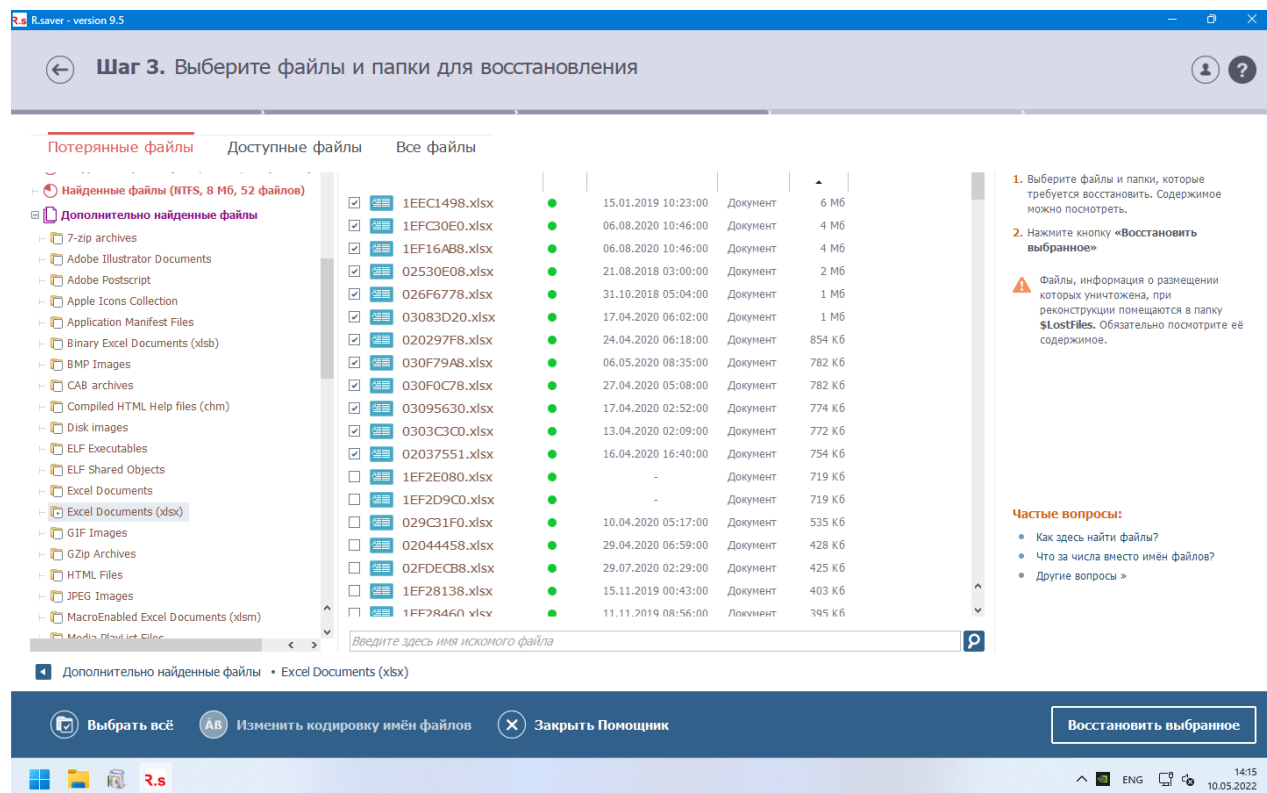 R.s R.saver - version 9.5
Шаг 3. Выберите файлы и папки для восстановления
?
Потерянные файлы Доступные файлы Все файлы
Найденные файлы (NTFS, 8 Мб, 52 файлов)
Дополнительно найденные файлы
7-zip archives
Adobe Illustrator Documents
Adobe Postscript
Apple Icons Collection
Application Manifest Files
Binary Excel Documents (xlsb)
BMP Images
CAB archives
Compiled HTML Help files (chm)
Disk images
ELF Executables
ELF Shared Objects
Excel Documents
Excel Documents (xlsx)
GIF Images
GZip Archives
HTML Files
JPEG Images
MacroEnabled Excel Documents (xlsm)
Media PlayList Files
1EEC1498.xlsx 15.01.2019 10:23:00 Документ 6 Мб
1EFC30E0.xlsx 06.08.2020 10:46:00 Документ 4 Мб
1EF16AB8.xlsx 06.08.2020 10:46:00 Документ 4 Мб
02530E08.xlsx 21.08.2018 03:00:00 Документ 2 Мб
026F6778.xlsx 31.10.2018 05:04:00 Документ 1 Мб
03083D20.xlsx 17.04.2020 06:02:00 Документ 1 Мб
020297F8.xlsx 24.04.2020 06:18:00 Документ 854 Кб
030F79A8.xlsx 06.05.2020 08:35:00 Документ 782 Кб
030F0C78.xlsx 27.04.2020 05:08:00 Документ 782 Кб
03095630.xlsx 17.04.2020 02:52:00 Документ 774 Кб
0303C3C0.xlsx 13.04.2020 02:09:00 Документ 772 Кб
02037551.xlsx 16.04.2020 16:40:00 Документ 754 Кб
1EF2E080.xlsx - Документ 719 Кб
1EF2D9C0.xlsx - Документ 719 Кб
029C31F0.xlsx 10.04.2020 05:17:00 Документ 535 Кб
02044458.xlsx 29.04.2020 06:59:00 Документ 428 Кб
02FDECB8.xlsx 29.07.2020 02:29:00 Документ 425 Кб
1EF28138.xlsx 15.11.2019 00:43:00 Документ 403 Кб
1EF28460.xlsx 11.11.2019 08:56:00 Документ 395 Кб
Введите здесь имя искомого файла
1. Выберите файлы и папки, которые
требуется восстановить. Содержимое
можно посмотреть.
2. Нажмите кнопку «Восстановить
выбранное»
Файлы, информация о размещении
которых уничтожена, при
реконструкции помещаются в папку
$LostFiles. Обязательно посмотрите её
содержимое.
Частые вопросы:
Как здесь найти файлы?
Что за числа вместо имён файлов?
Другие вопросы »
Дополнительно найденные файлы • Excel Documents (xlsx)
Выбрать всё
Äß Изменить кодировку имён файлов
Закрыть Помощник
Восстановить выбранное
R.s
ENG
14:15
10.05.2022